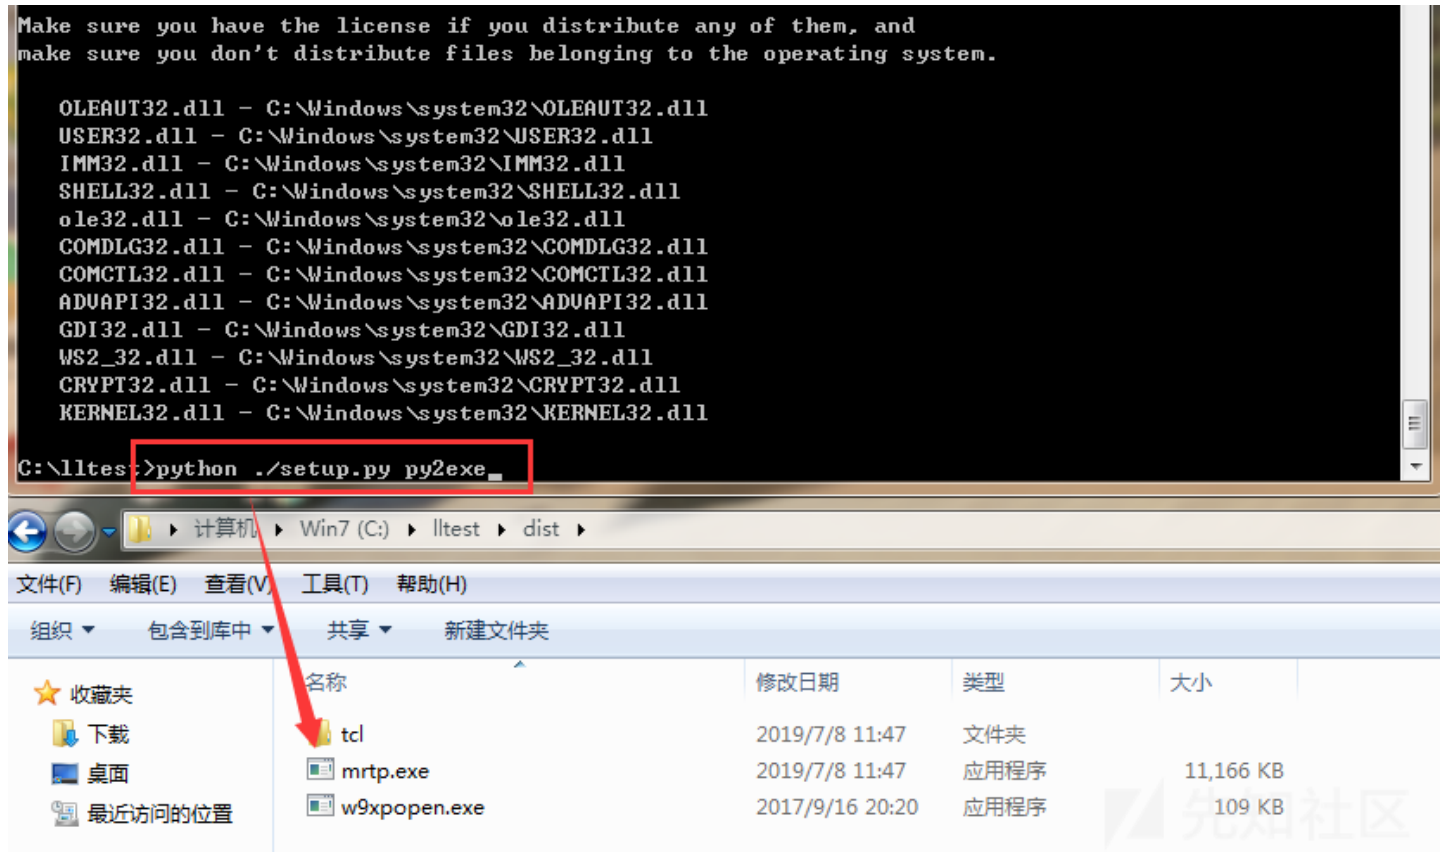 Make sure you have the license if you distribute any of them, and
make sure you don't distribute files belonging to the operating system.
OLEAUT32.dll - C:\Windows\system32\OLEAUT32.dll
USER32.dll - C:\Windows\system32\USER32.dll
IMM32.dll - C:\Windows\system32\IMM32.dll
SHELL32.dll - C:\Windows\system32\SHELL32.dll
ole32.dll - C:\Windows\system32\ole32.dll
COMDLG32.dll - C:\Windows\system32\COMDLG32.dll
COMCTL32.dll - C:\Windows\system32\COMCTL32.dll
ADVAPI32.dll - C:\Windows\system32\ADVAPI32.dll
GDI32.dll - C:\Windows\system32\GDI32.dll
WS2_32.dll - C:\Windows\system32\WS2_32.dll
CRYPT32.dll - C:\Windows\system32\CRYPT32.dll
KERNEL32.dll - C:\Windows\system32\KERNEL32.dll
C:\lltest>python ./setup.py py2exe_
计算机 Win7 (C:) lltest dist
文件(F) 编辑(E) 查看(V) 工具(T) 帮助(H)
组织 包含到库中 共享 新建文件夹
收藏夹 名称 修改日期 类型 大小
下载 tcl 2019/7/8 11:47 文件夹
桌面 mrtp.exe 2019/7/8 11:47 应用程序 11,166 KB
最近访问的位置 w9xpopen.exe 2017/9/16 20:20 应用程序 109 KB
先知社区